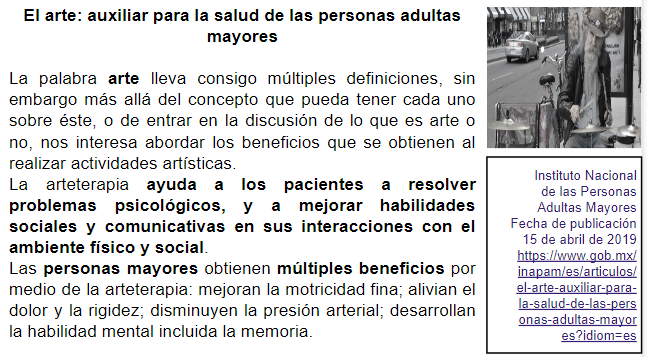 El arte: auxiliar para la salud de las personas adultas
mayores
La palabra arte lleva consigo múltiples definiciones, sin
embargo más allá del concepto que pueda tener cada uno
sobre éste, o de entrar en la discusión de lo que es arte o
no, nos interesa abordar los beneficios que se obtienen al
realizar actividades artísticas.
La arteterapia ayuda a los pacientes a resolver
problemas psicológicos, y a mejorar habilidades
sociales y comunicativas en sus interacciones con el
ambiente físico y social.
Las personas mayores obtienen múltiples beneficios por
medio de la arteterapia: mejoran la motricidad fina; alivian el
dolor y la rigidez; disminuyen la presión arterial; desarrollan
la habilidad mental incluida la memoria.
Instituto Nacional
de las Personas
Adultas Mayores
Fecha de publicación
15 de abril de 2019
https://www.gob.mx/
inapam/es/articulos/
el-arte-auxiliar-para-
la-salud-de-las-pers
onas-adultas-mayor
es?idiom=es